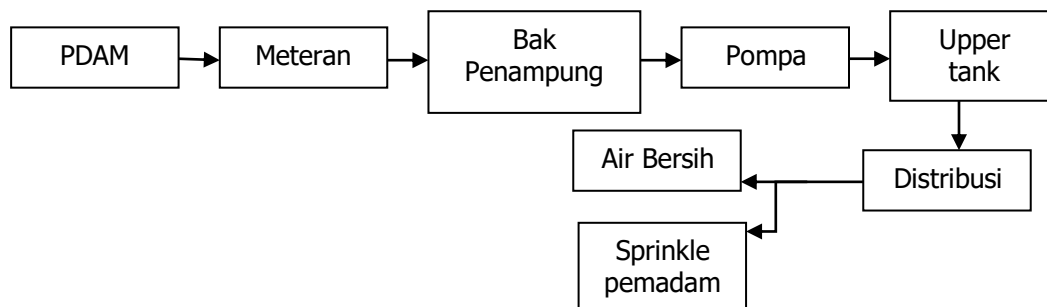 PDAM
Meteran
Bak
Penampung
Pompa
Upper
tank
Air Bersih
Distribusi
Sprinkle
pemadam